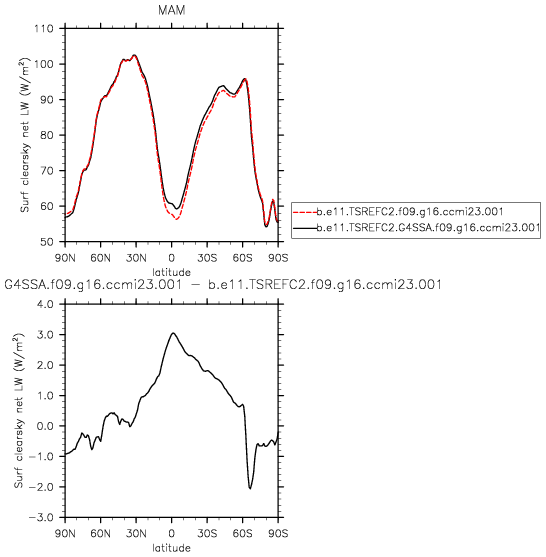 MAM
110
100
90
80
70
60
50
Surf clearsky net LW (W/m²)
90N 60N 30N 0 30S 60S 90S
latitude
b.e11.TSREFC2.f09.g16.ccmi23.001
b.e11.TSREFC2.G4SSA.f09.g16.ccmi23.001
G4SSA.f09.g16.ccmi23.001 − b.e11.TSREFC2.f09.g16.ccmi23.001
4.0
3.0
2.0
1.0
0.0
−1.0
−2.0
−3.0
Surf clearsky net LW (W/m²)
90N 60N 30N 0 30S 60S 90S
latitude